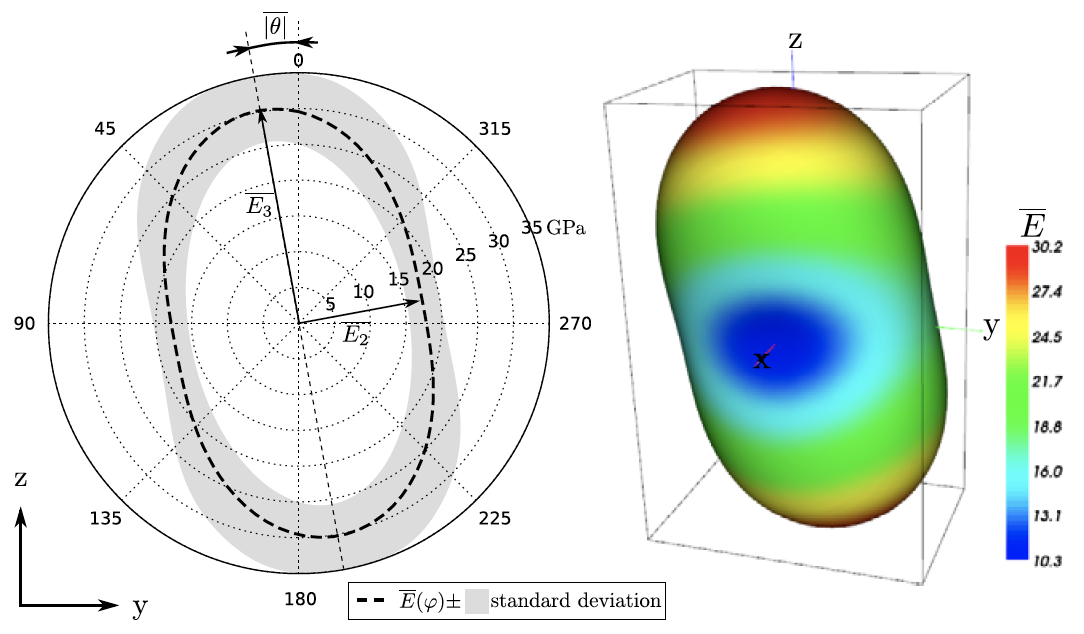 |θ|
0
45
315
E₃
35 GPa
30
25
20
15
10
5
E₂
90
270
135
225
z
y
180
E(φ)± standard deviation
z
y
x
E
30.2
27.4
24.5
21.7
18.8
16.0
13.1
10.3